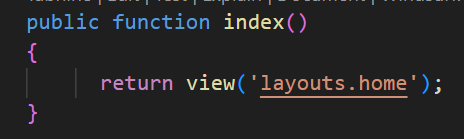 public function index()
{
return view('layouts.home');
}